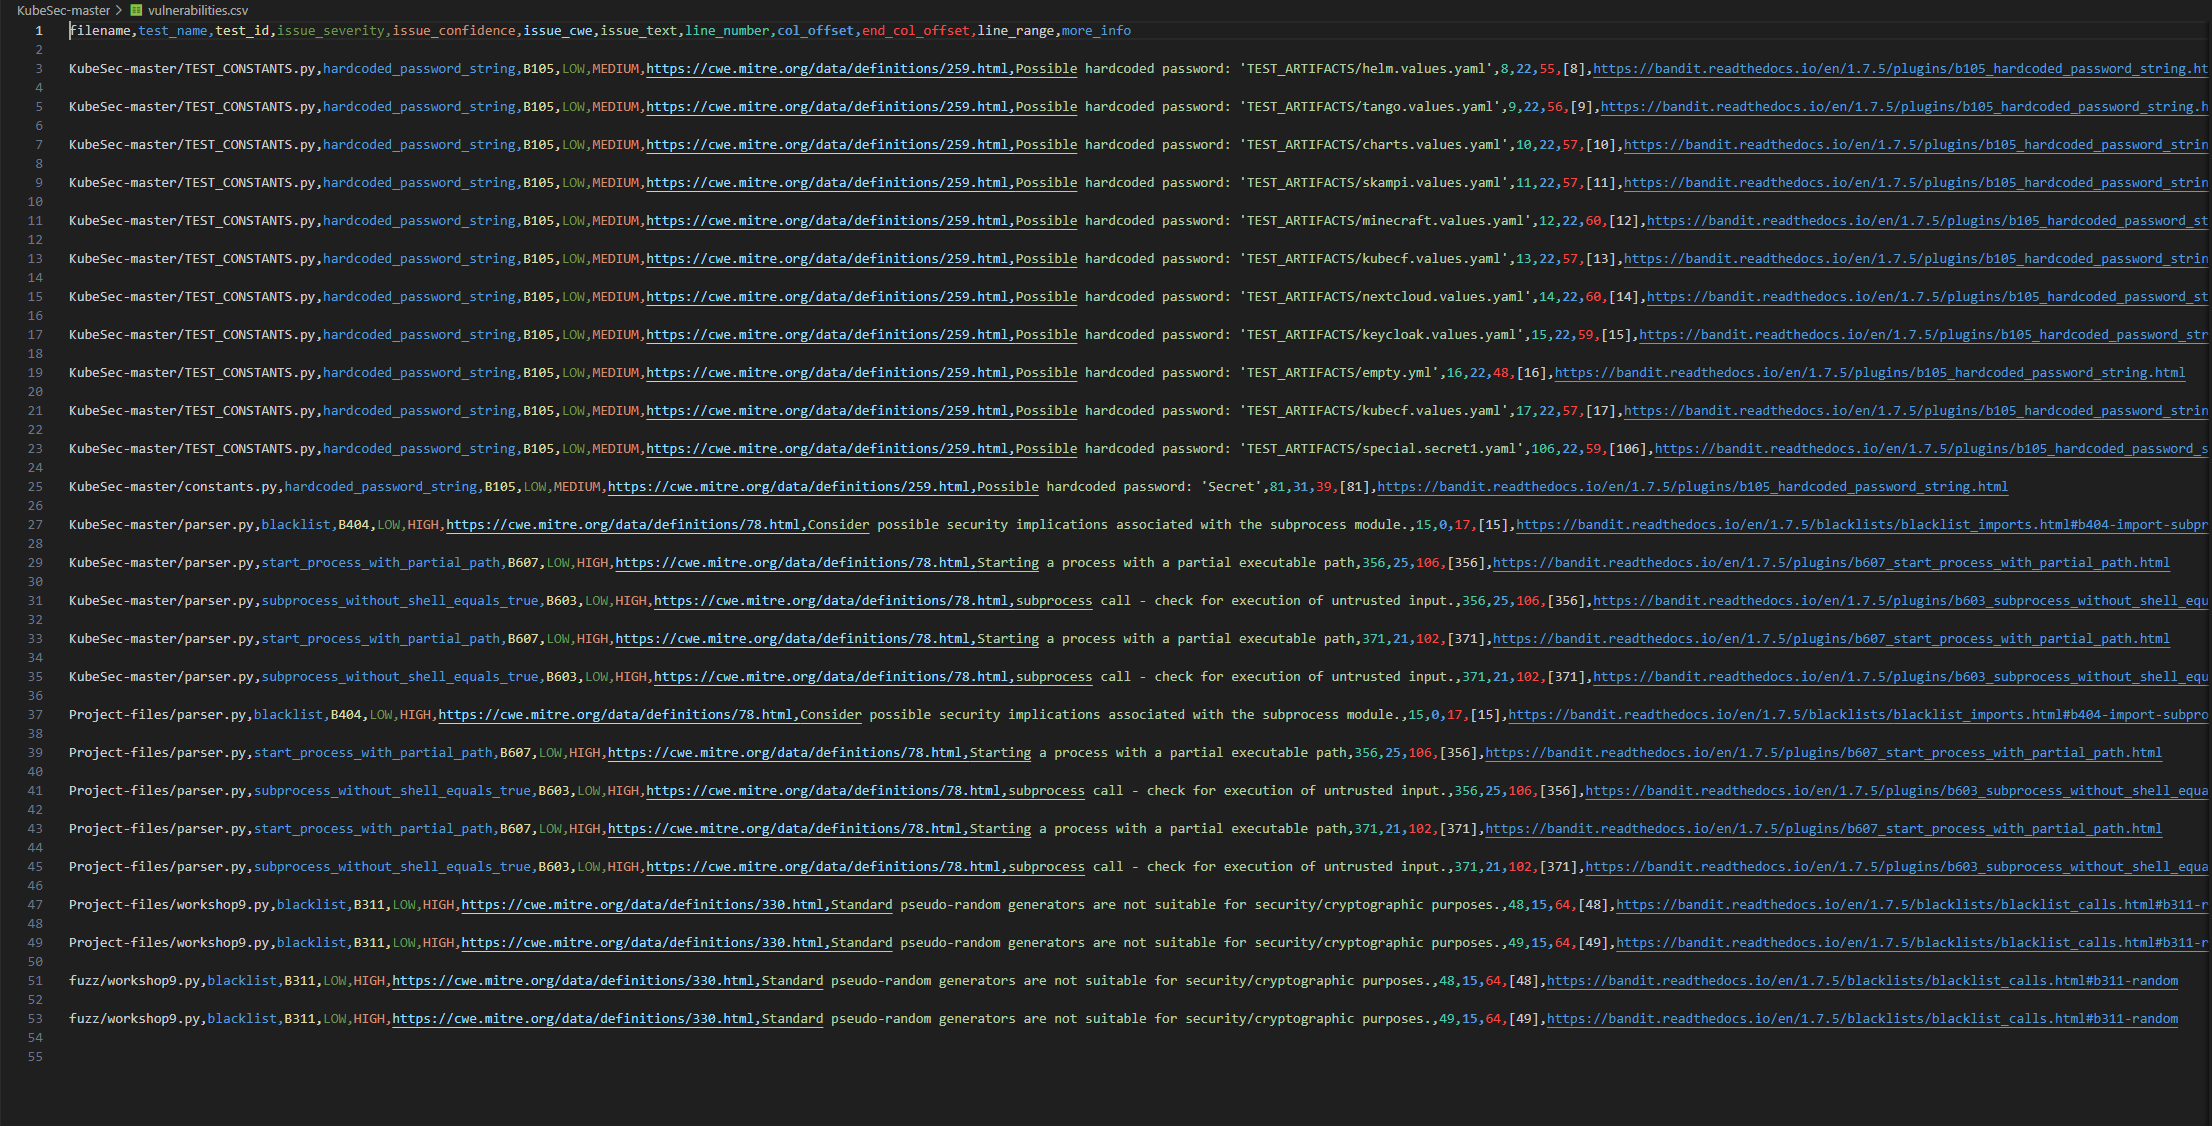 KubeSec-master > vulnerabilities.csv
1 filename,test_name,test_id,issue_severity,issue_confidence,issue_cwe,issue_text,line_number,col_offset,end_col_offset,line_range,more_info
2
3 KubeSec-master/TEST_CONSTANTS.py,hardcoded_password_string,B105,LOW,MEDIUM,https://cwe.mitre.org/data/definitions/259.html,Possible hardcoded password: 'TEST_ARTIFACTS/helm.values.yaml',8,22,55,[8],https://bandit.readthedocs.io/en/1.7.5/plugins/b105_hardcoded_password_string.ht
4
5 KubeSec-master/TEST_CONSTANTS.py,hardcoded_password_string,B105,LOW,MEDIUM,https://cwe.mitre.org/data/definitions/259.html,Possible hardcoded password: 'TEST_ARTIFACTS/tango.values.yaml',9,22,56,[9],https://bandit.readthedocs.io/en/1.7.5/plugins/b105_hardcoded_password_string.h
6
7 KubeSec-master/TEST_CONSTANTS.py,hardcoded_password_string,B105,LOW,MEDIUM,https://cwe.mitre.org/data/definitions/259.html,Possible hardcoded password: 'TEST_ARTIFACTS/charts.values.yaml',10,22,57,[10],https://bandit.readthedocs.io/en/1.7.5/plugins/b105_hardcoded_password_strin
8
9 KubeSec-master/TEST_CONSTANTS.py,hardcoded_password_string,B105,LOW,MEDIUM,https://cwe.mitre.org/data/definitions/259.html,Possible hardcoded password: 'TEST_ARTIFACTS/skampi.values.yaml',11,22,57,[11],https://bandit.readthedocs.io/en/1.7.5/plugins/b105_hardcoded_password_strin
10
11 KubeSec-master/TEST_CONSTANTS.py,hardcoded_password_string,B105,LOW,MEDIUM,https://cwe.mitre.org/data/definitions/259.html,Possible hardcoded password: 'TEST_ARTIFACTS/minecraft.values.yaml',12,22,60,[12],https://bandit.readthedocs.io/en/1.7.5/plugins/b105_hardcoded_password_st
12
13 KubeSec-master/TEST_CONSTANTS.py,hardcoded_password_string,B105,LOW,MEDIUM,https://cwe.mitre.org/data/definitions/259.html,Possible hardcoded password: 'TEST_ARTIFACTS/kubecf.values.yaml',13,22,57,[13],https://bandit.readthedocs.io/en/1.7.5/plugins/b105_hardcoded_password_strin
14
15 KubeSec-master/TEST_CONSTANTS.py,hardcoded_password_string,B105,LOW,MEDIUM,https://cwe.mitre.org/data/definitions/259.html,Possible hardcoded password: 'TEST_ARTIFACTS/nextcloud.values.yaml',14,22,60,[14],https://bandit.readthedocs.io/en/1.7.5/plugins/b105_hardcoded_password_st
16
17 KubeSec-master/TEST_CONSTANTS.py,hardcoded_password_string,B105,LOW,MEDIUM,https://cwe.mitre.org/data/definitions/259.html,Possible hardcoded password: 'TEST_ARTIFACTS/keycloak.values.yaml',15,22,59,[15],https://bandit.readthedocs.io/en/1.7.5/plugins/b105_hardcoded_password_str
18
19 KubeSec-master/TEST_CONSTANTS.py,hardcoded_password_string,B105,LOW,MEDIUM,https://cwe.mitre.org/data/definitions/259.html,Possible hardcoded password: 'TEST_ARTIFACTS/empty.yml',16,22,48,[16],https://bandit.readthedocs.io/en/1.7.5/plugins/b105_hardcoded_password_string.html
20
21 KubeSec-master/TEST_CONSTANTS.py,hardcoded_password_string,B105,LOW,MEDIUM,https://cwe.mitre.org/data/definitions/259.html,Possible hardcoded password: 'TEST_ARTIFACTS/kubecf.values.yaml',17,22,57,[17],https://bandit.readthedocs.io/en/1.7.5/plugins/b105_hardcoded_password_strin
22
23 KubeSec-master/TEST_CONSTANTS.py,hardcoded_password_string,B105,LOW,MEDIUM,https://cwe.mitre.org/data/definitions/259.html,Possible hardcoded password: 'TEST_ARTIFACTS/special.secret1.yaml',106,22,59,[106],https://bandit.readthedocs.io/en/1.7.5/plugins/b105_hardcoded_password_s
24
25 KubeSec-master/constants.py,hardcoded_password_string,B105,LOW,MEDIUM,https://cwe.mitre.org/data/definitions/259.html,Possible hardcoded password: 'Secret',81,31,39,[81],https://bandit.readthedocs.io/en/1.7.5/plugins/b105_hardcoded_password_string.html
26
27 KubeSec-master/parser.py,blacklist,B404,LOW,HIGH,https://cwe.mitre.org/data/definitions/78.html,Consider possible security implications associated with the subprocess module.,15,0,17,[15],https://bandit.readthedocs.io/en/1.7.5/blacklists/blacklist_imports.html#b404-import-subpr
28
29 KubeSec-master/parser.py,start_process_with_partial_path,B607,LOW,HIGH,https://cwe.mitre.org/data/definitions/78.html,Starting a process with a partial executable path,356,25,106,[356],https://bandit.readthedocs.io/en/1.7.5/plugins/b607_start_process_with_partial_path.html
30
31 KubeSec-master/parser.py,subprocess_without_shell_equals_true,B603,LOW,HIGH,https://cwe.mitre.org/data/definitions/78.html,subprocess call - check for execution of untrusted input.,356,25,106,[356],https://bandit.readthedocs.io/en/1.7.5/plugins/b603_subprocess_without_shell_equ
32
33 KubeSec-master/parser.py,start_process_with_partial_path,B607,LOW,HIGH,https://cwe.mitre.org/data/definitions/78.html,Starting a process with a partial executable path,371,21,102,[371],https://bandit.readthedocs.io/en/1.7.5/plugins/b607_start_process_with_partial_path.html
34
35 KubeSec-master/parser.py,subprocess_without_shell_equals_true,B603,LOW,HIGH,https://cwe.mitre.org/data/definitions/78.html,subprocess call - check for execution of untrusted input.,371,21,102,[371],https://bandit.readthedocs.io/en/1.7.5/plugins/b603_subprocess_without_shell_equ
36
37 Project-files/parser.py,blacklist,B404,LOW,HIGH,https://cwe.mitre.org/data/definitions/78.html,Consider possible security implications associated with the subprocess module.,15,0,17,[15],https://bandit.readthedocs.io/en/1.7.5/blacklists/blacklist_imports.html#b404-import-subpro
38
39 Project-files/parser.py,start_process_with_partial_path,B607,LOW,HIGH,https://cwe.mitre.org/data/definitions/78.html,Starting a process with a partial executable path,356,25,106,[356],https://bandit.readthedocs.io/en/1.7.5/plugins/b607_start_process_with_partial_path.html
40
41 Project-files/parser.py,subprocess_without_shell_equals_true,B603,LOW,HIGH,https://cwe.mitre.org/data/definitions/78.html,subprocess call - check for execution of untrusted input.,356,25,106,[356],https://bandit.readthedocs.io/en/1.7.5/plugins/b603_subprocess_without_shell_equa
42
43 Project-files/parser.py,start_process_with_partial_path,B607,LOW,HIGH,https://cwe.mitre.org/data/definitions/78.html,Starting a process with a partial executable path,371,21,102,[371],https://bandit.readthedocs.io/en/1.7.5/plugins/b607_start_process_with_partial_path.html
44
45 Project-files/parser.py,subprocess_without_shell_equals_true,B603,LOW,HIGH,https://cwe.mitre.org/data/definitions/78.html,subprocess call - check for execution of untrusted input.,371,21,102,[371],https://bandit.readthedocs.io/en/1.7.5/plugins/b603_subprocess_without_shell_equa
46
47 Project-files/workshop9.py,blacklist,B311,LOW,HIGH,https://cwe.mitre.org/data/definitions/330.html,Standard pseudo-random generators are not suitable for security/cryptographic purposes.,48,15,64,[48],https://bandit.readthedocs.io/en/1.7.5/blacklists/blacklist_calls.html#b311-r
48
49 Project-files/workshop9.py,blacklist,B311,LOW,HIGH,https://cwe.mitre.org/data/definitions/330.html,Standard pseudo-random generators are not suitable for security/cryptographic purposes.,49,15,64,[49],https://bandit.readthedocs.io/en/1.7.5/blacklists/blacklist_calls.html#b311-r
50
51 fuzz/workshop9.py,blacklist,B311,LOW,HIGH,https://cwe.mitre.org/data/definitions/330.html,Standard pseudo-random generators are not suitable for security/cryptographic purposes.,48,15,64,[48],https://bandit.readthedocs.io/en/1.7.5/blacklists/blacklist_calls.html#b311-random
52
53 fuzz/workshop9.py,blacklist,B311,LOW,HIGH,https://cwe.mitre.org/data/definitions/330.html,Standard pseudo-random generators are not suitable for security/cryptographic purposes.,49,15,64,[49],https://bandit.readthedocs.io/en/1.7.5/blacklists/blacklist_calls.html#b311-random
54
55